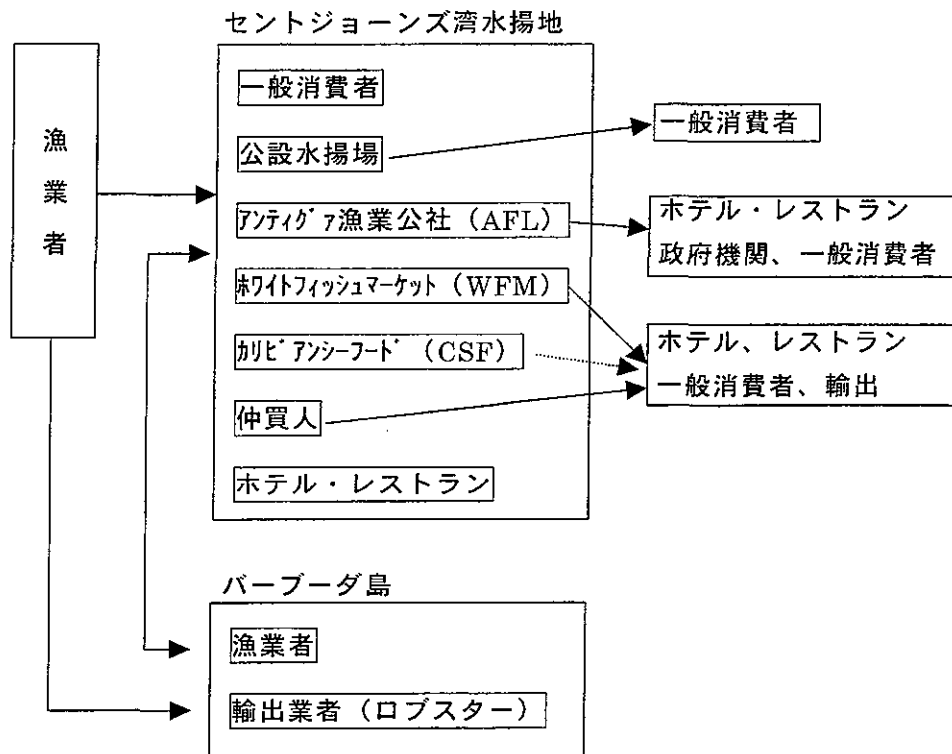 セントジョーンズ湾水揚地
漁業者
一般消費者
公設水揚場
アンティグァ漁業公社（AFL）
ホワイトフィッシュマーケット（WFM）
カリビアンシーフード（CSF）
仲買人
ホテル・レストラン
一般消費者
ホテル・レストラン
政府機関、一般消費者
ホテル、レストラン
一般消費者、輸出
バーブーダ島
漁業者
輸出業者（ロブスター）